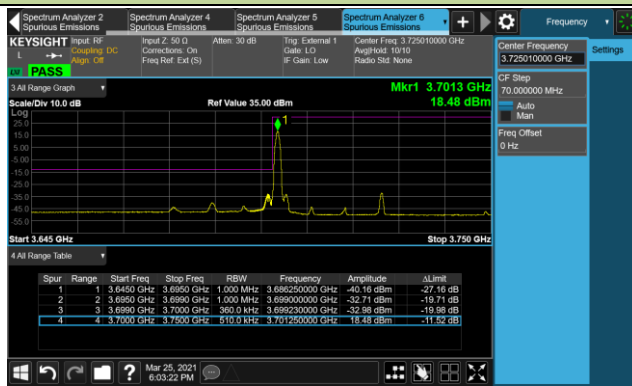 Spectrum Analyzer 2
Spurious Emissions
Spectrum Analyzer 4
Spurious Emissions
Spectrum Analyzer 5
Spurious Emissions
Spectrum Analyzer 6
Spurious Emissions
+
Frequency
KEYSIGHT
L
Input: RF
Coupling: DC
Align: Off
Input Z: 50 Ω
Corrections: On
Freq Ref: Ext (S)
Atten: 30 dB
Trig: External 1
Gate: LO
IF Gain: Low
Center Freq: 3.725010000 GHz
Avg|Hold: 10/10
Radio Std: None
PASS
Center Frequency
3.725010000 GHz
Settings
CF Step
70.000000 MHz
Auto
Man
Freq Offset
0 Hz
3 All Range Graph
Mkr1 3.7013 GHz
Scale/Div 10.0 dB
Ref Value 35.00 dBm
18.48 dBm
Log
25.0
15.0
5.00
-5.00
-15.0
-25.0
-35.0
-45.0
-55.0
1
Start 3.645 GHz
Stop 3.750 GHz
4 All Range Table
Spur Range Start Freq Stop Freq RBW Frequency Amplitude ΔLimit
1 1 3.6450 GHz 3.6950 GHz 1.000 MHz 3.686250000 GHz -40.16 dBm -27.16 dB
2 2 3.6950 GHz 3.6990 GHz 1.000 MHz 3.699000000 GHz -32.71 dBm -19.71 dB
3 3 3.6990 GHz 3.7000 GHz 360.0 kHz 3.699230000 GHz -32.98 dBm -19.98 dB
4 4 3.7000 GHz 3.7500 GHz 510.0 kHz 3.701250000 GHz 18.48 dBm -11.52 dB
?
Mar 25, 2021
6:03:22 PM